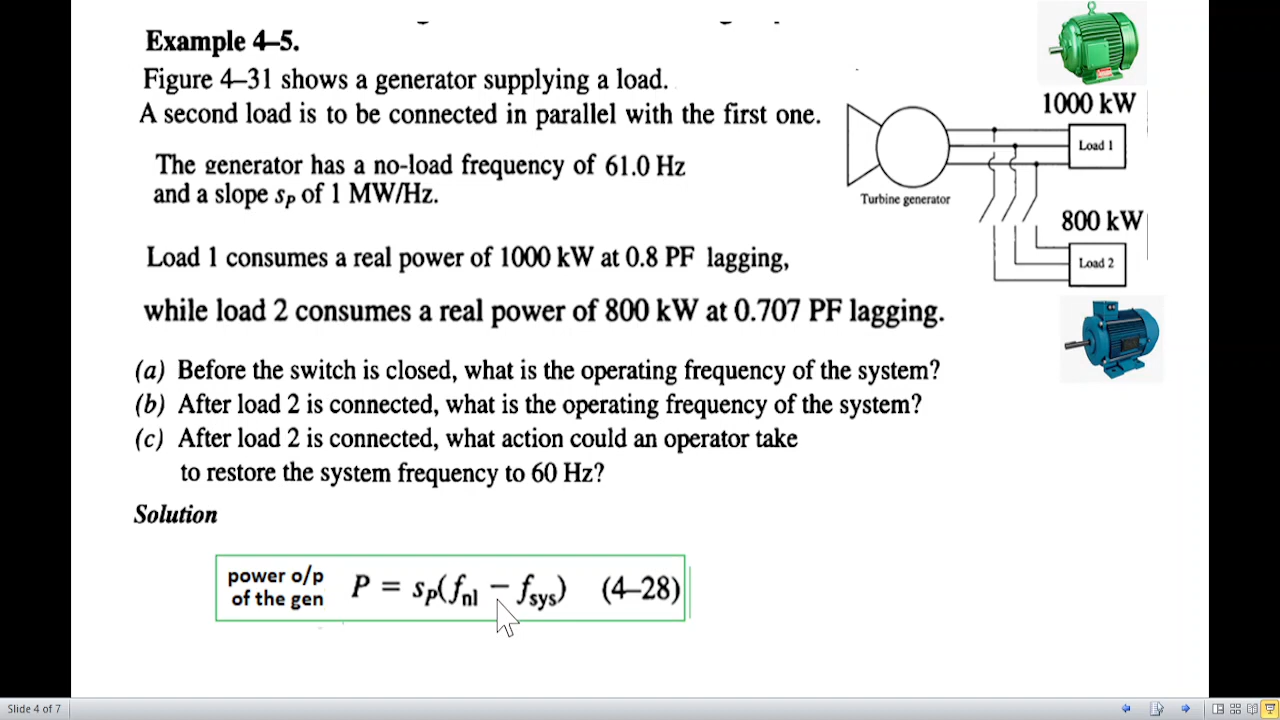 Example 4–5.
Figure 4–31 shows a generator supplying a load.
A second load is to be connected in parallel with the first one.
The generator has a no-load frequency of 61.0 Hz
and a slope sP of 1 MW/Hz.
Load 1 consumes a real power of 1000 kW at 0.8 PF lagging,
while load 2 consumes a real power of 800 kW at 0.707 PF lagging.
1000 kW
Load 1
Turbine generator
800 kW
Load 2
(a) Before the switch is closed, what is the operating frequency of the system?
(b) After load 2 is connected, what is the operating frequency of the system?
(c) After load 2 is connected, what action could an operator take
to restore the system frequency to 60 Hz?
Solution
power o/p
of the gen
P = sP(fnl − fsys) (4–28)
Slide 4 of 7